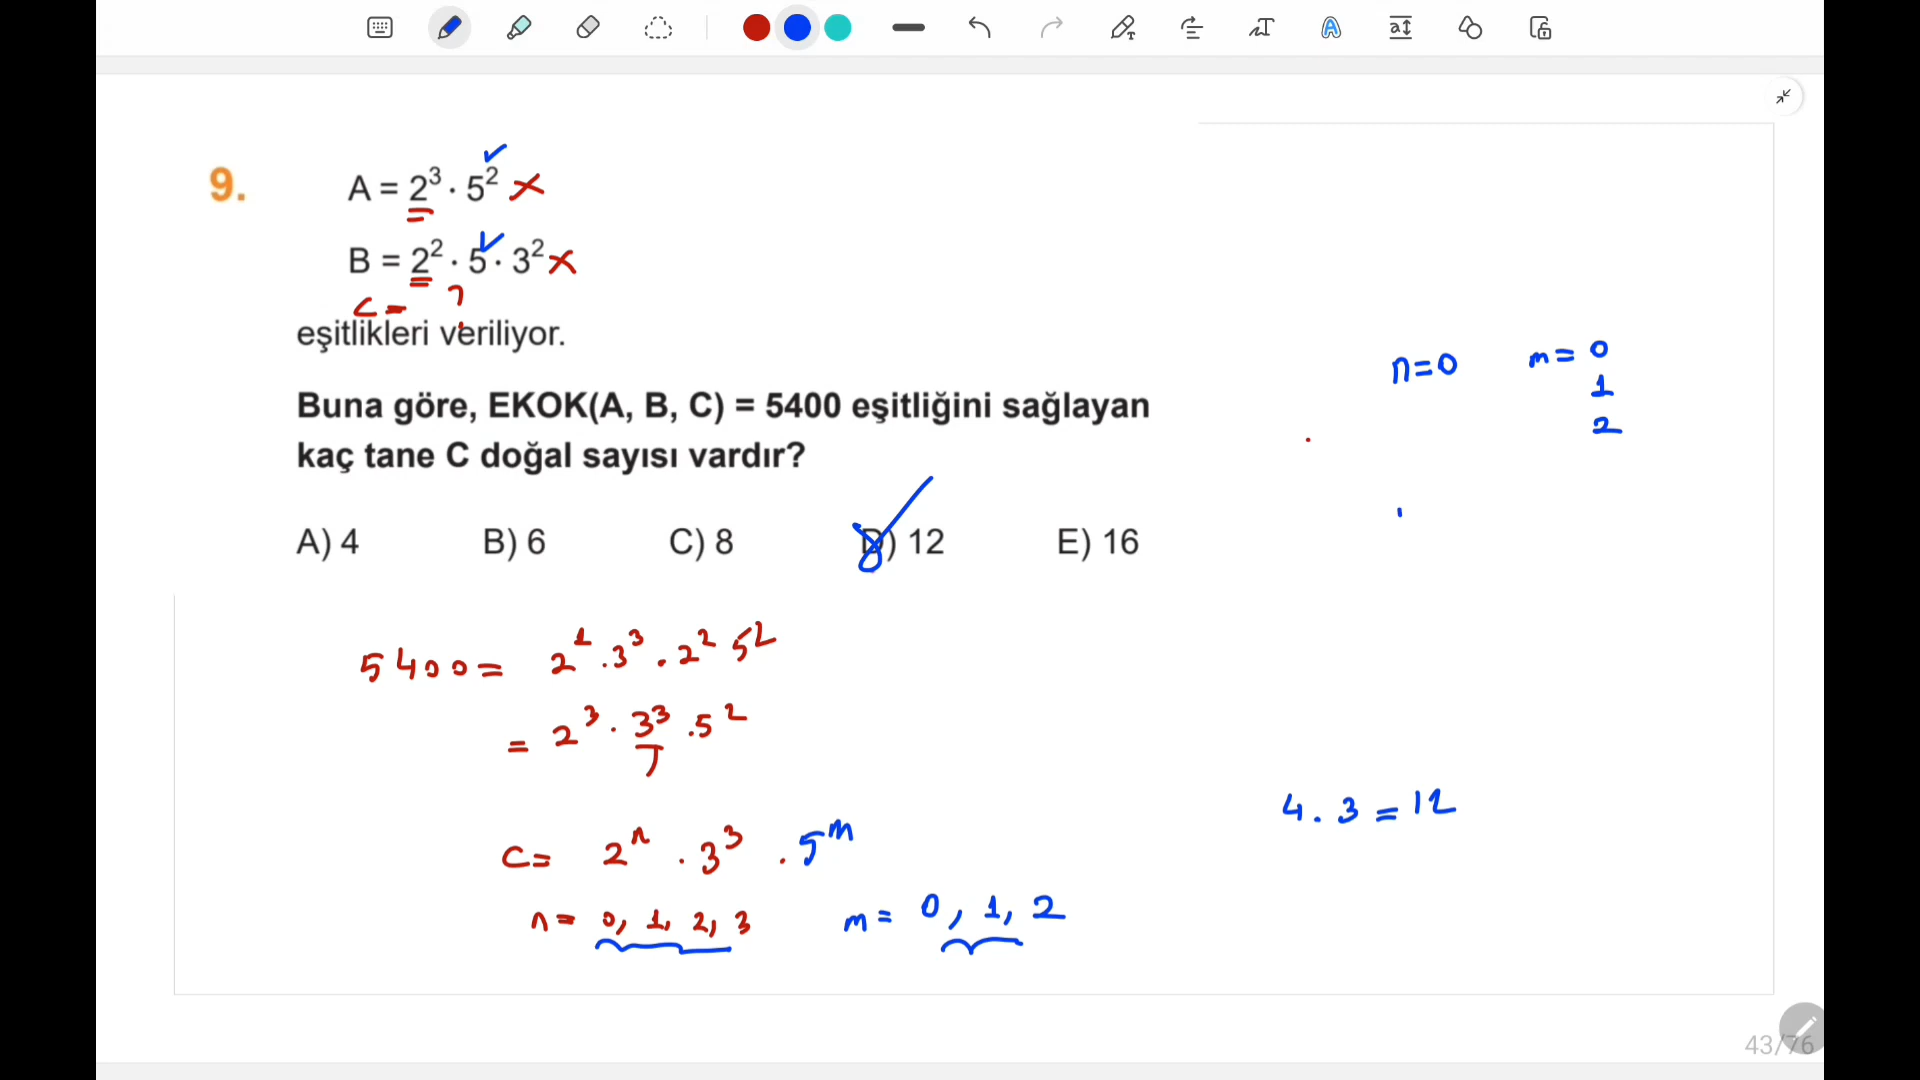 9.
A = 2³ · 5² ✓ ×
B = 2² · 5 · 3² ✓ ×
C = ?
eşitlikleri veriliyor.
Buna göre, EKOK(A, B, C) = 5400 eşitliğini sağlayan
kaç tane C doğal sayısı vardır?
A) 4 B) 6 C) 8 D) 12 E) 16
n=0 m= 0
1
2
5400 = 2¹ . 3³ . 2² 5²
= 2³ . 3³ . 5²
C = 2ⁿ . 3³ . 5ᵐ
n = 0, 1, 2, 3 m = 0, 1, 2
4 . 3 = 12
43/76